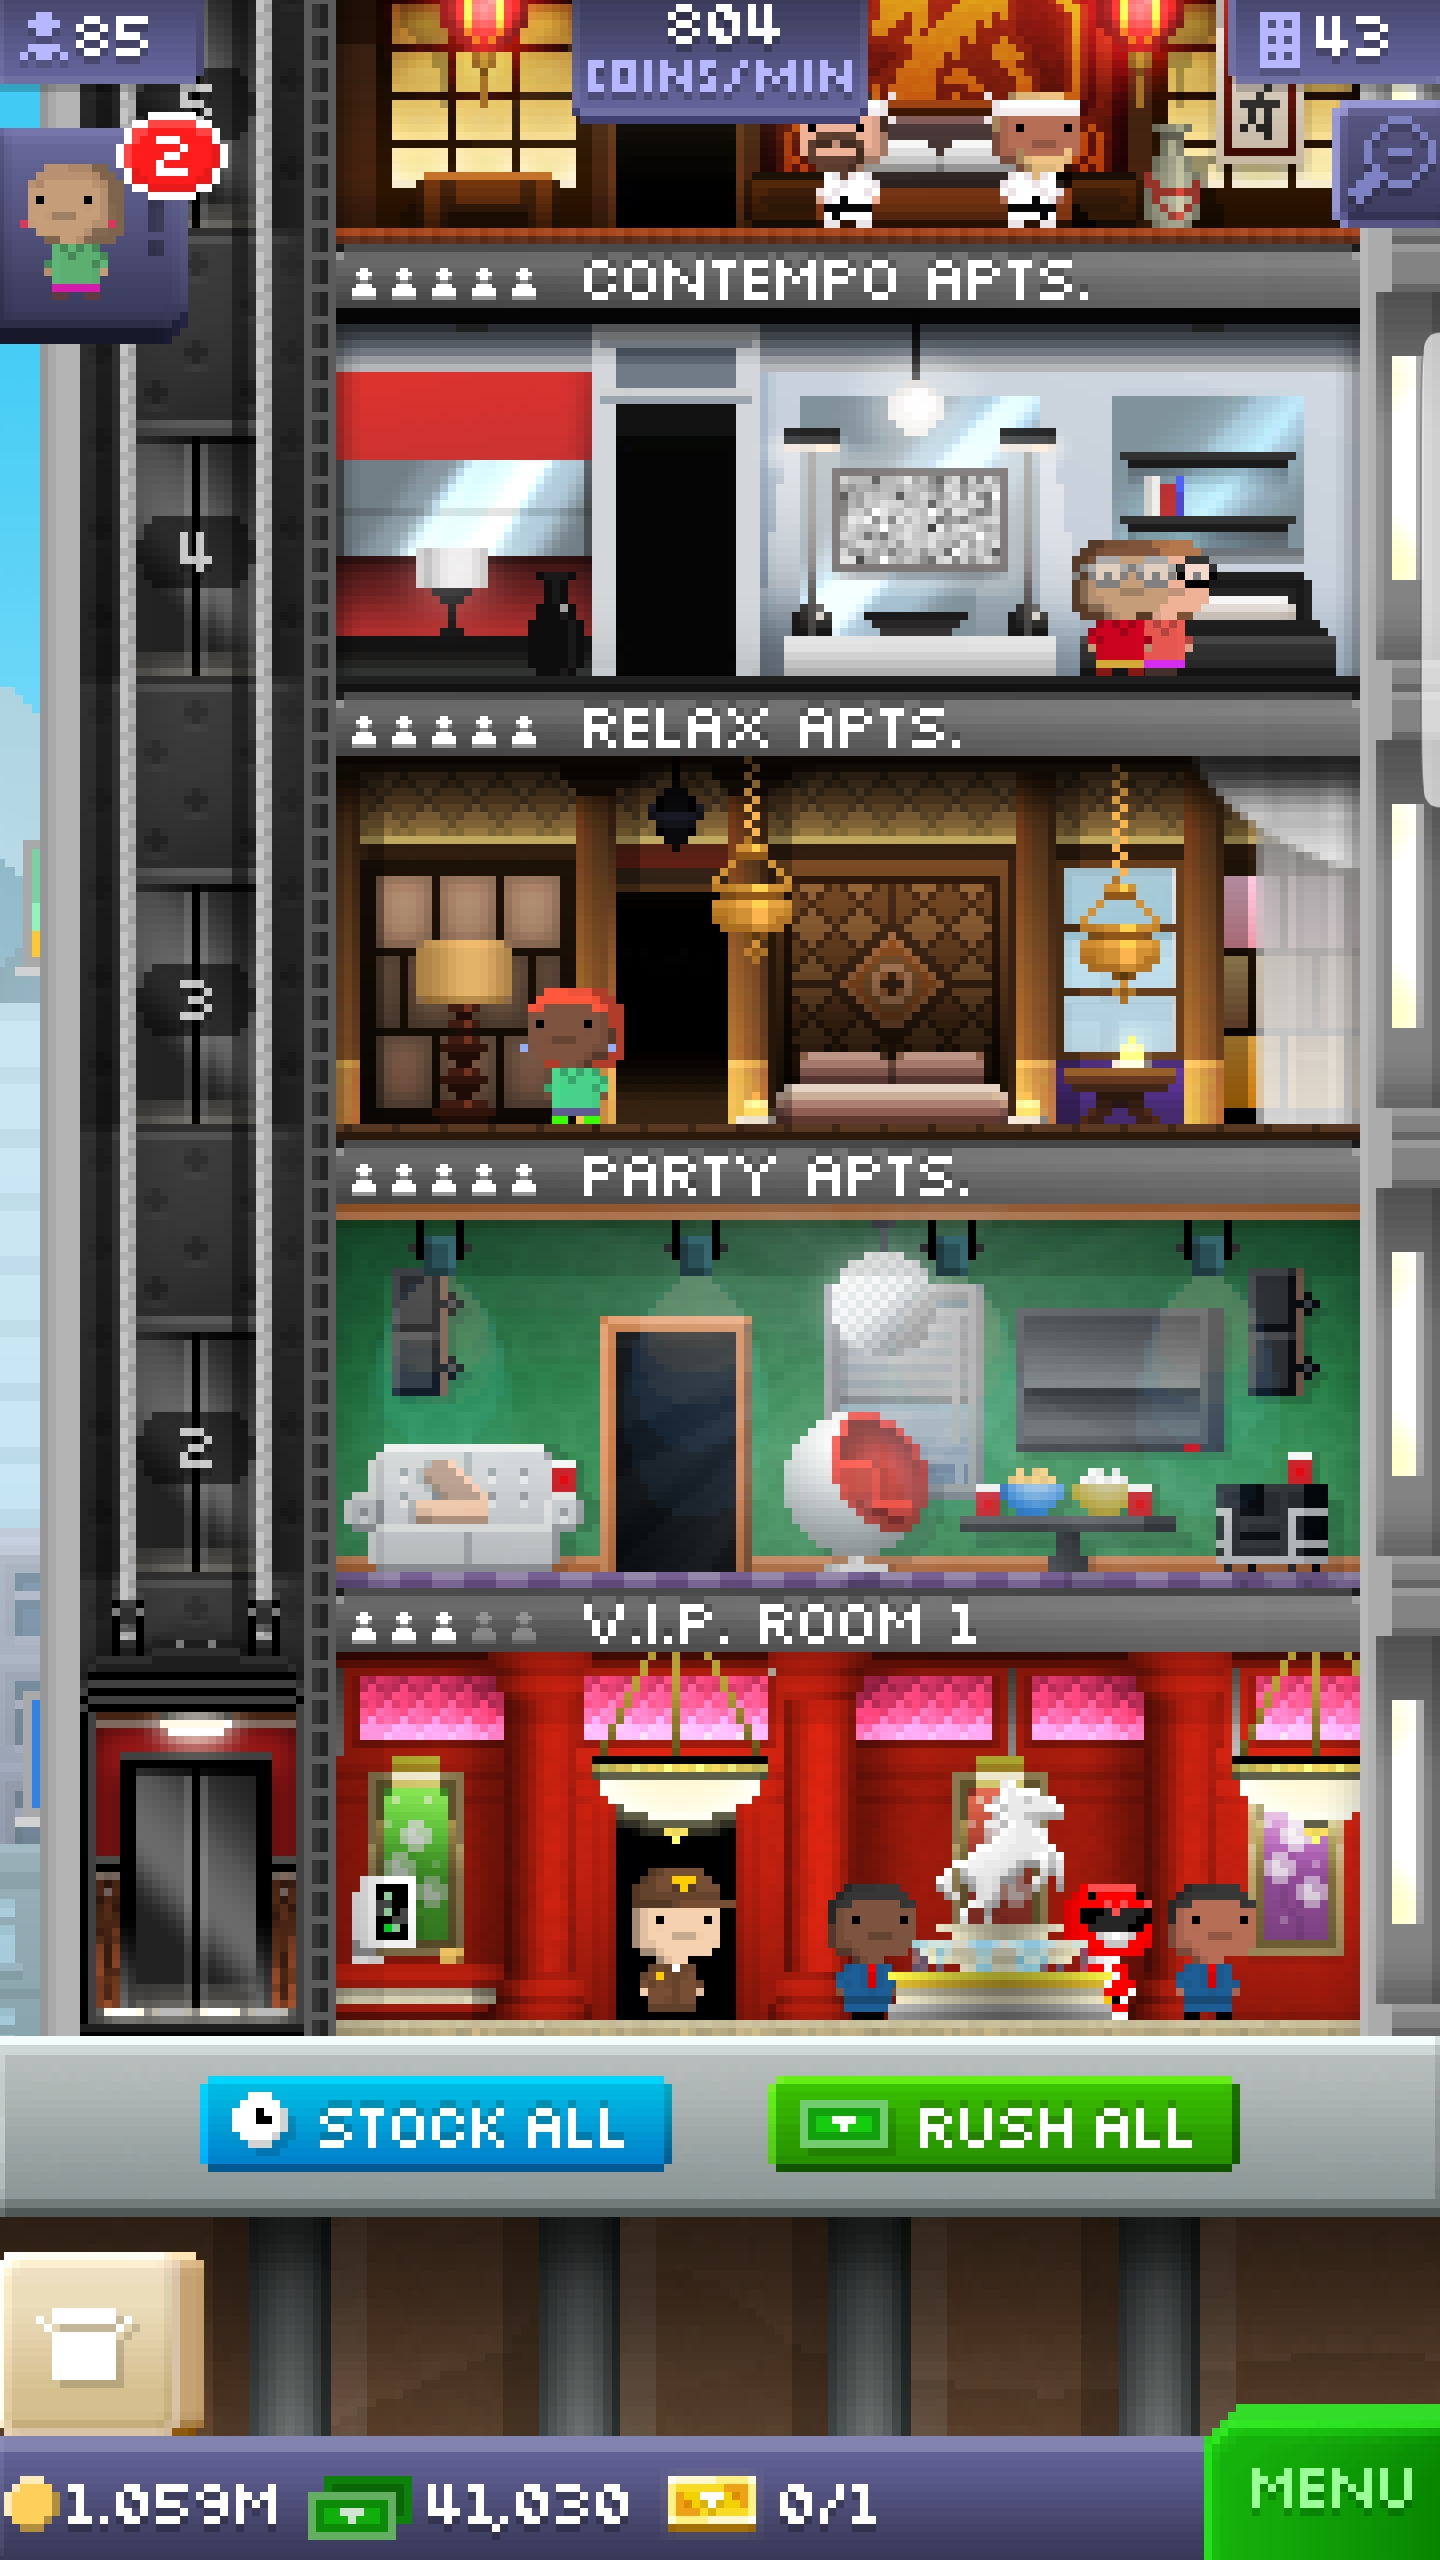 85
804
COINS/MIN
43
5
2
CONTEMPO APTS.
4
RELAX APTS.
3
PARTY APTS.
2
V.I.P. ROOM 1
STOCK ALL
RUSH ALL
1.059M
41,030
0/1
MENU